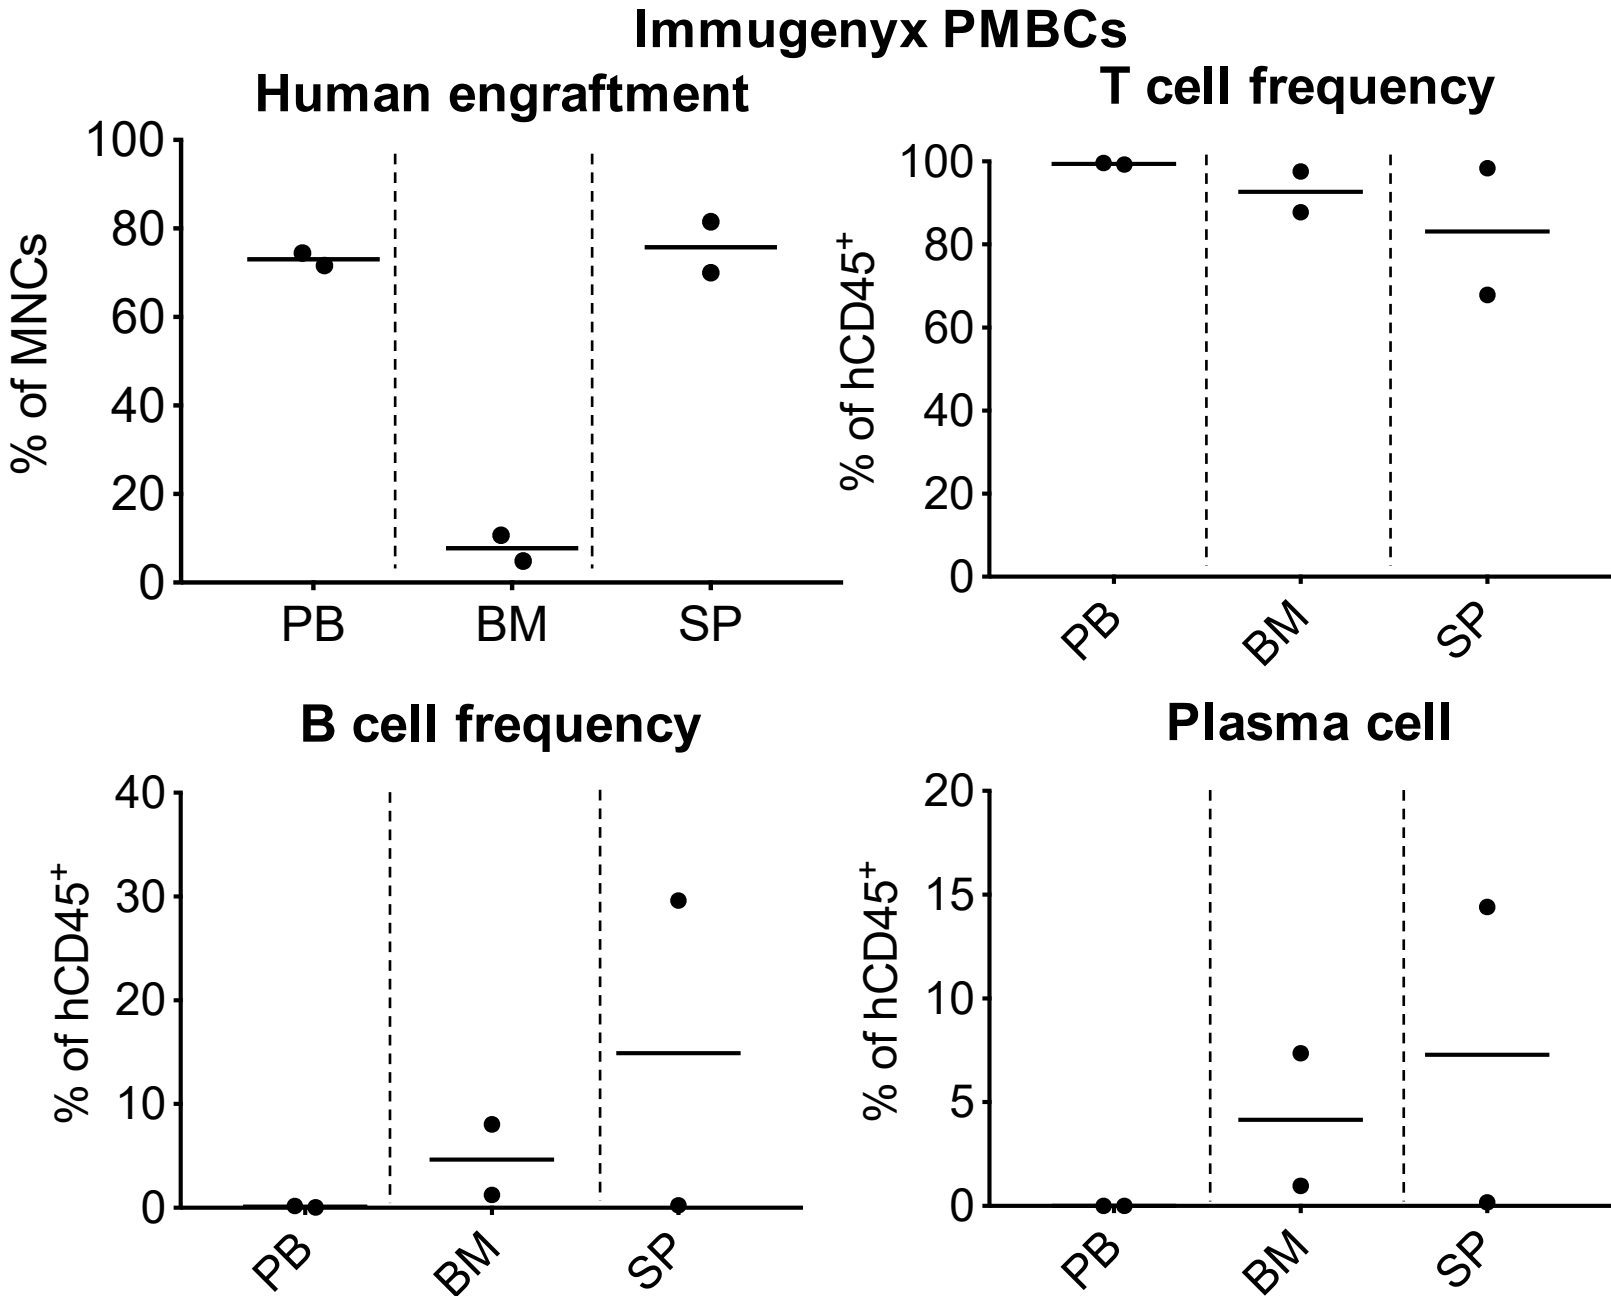 Immugenyx PMBCs
Human engraftment
% of MNCs
100
80
60
40
20
0
PB BM SP
T cell frequency
% of hCD45⁺
100
80
60
40
20
0
PB BM SP
B cell frequency
% of hCD45⁺
40
30
20
10
0
PB BM SP
Plasma cell
% of hCD45⁺
20
15
10
5
0
PB BM SP